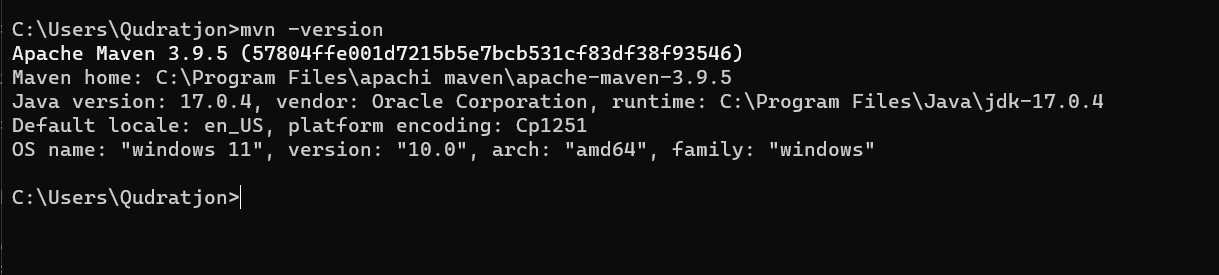 C:\Users\Qudratjon>mvn -version
Apache Maven 3.9.5 (57804ffe001d7215b5e7bcb531cf83df38f93546)
Maven home: C:\Program Files\apachi maven\apache-maven-3.9.5
Java version: 17.0.4, vendor: Oracle Corporation, runtime: C:\Program Files\Java\jdk-17.0.4
Default locale: en_US, platform encoding: Cp1251
OS name: "windows 11", version: "10.0", arch: "amd64", family: "windows"
C:\Users\Qudratjon>